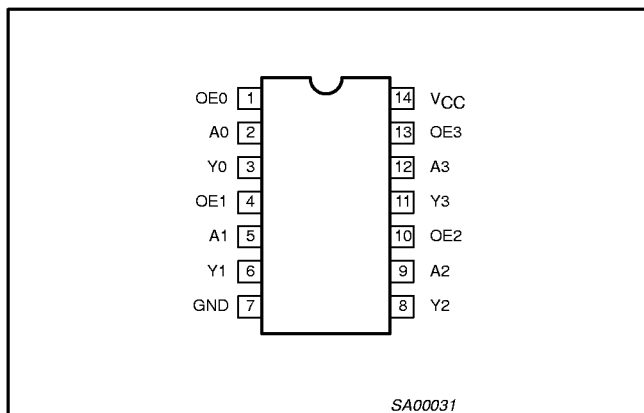 OE0 1 14 VCC
A0 2 13 OE3
Y0 3 12 A3
OE1 4 11 Y3
A1 5 10 OE2
Y1 6 9 A2
GND 7 8 Y2
SA00031